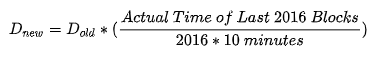 D_new = D_old * (Actual Time of Last 2016 Blocks / 2016 * 10 minutes)